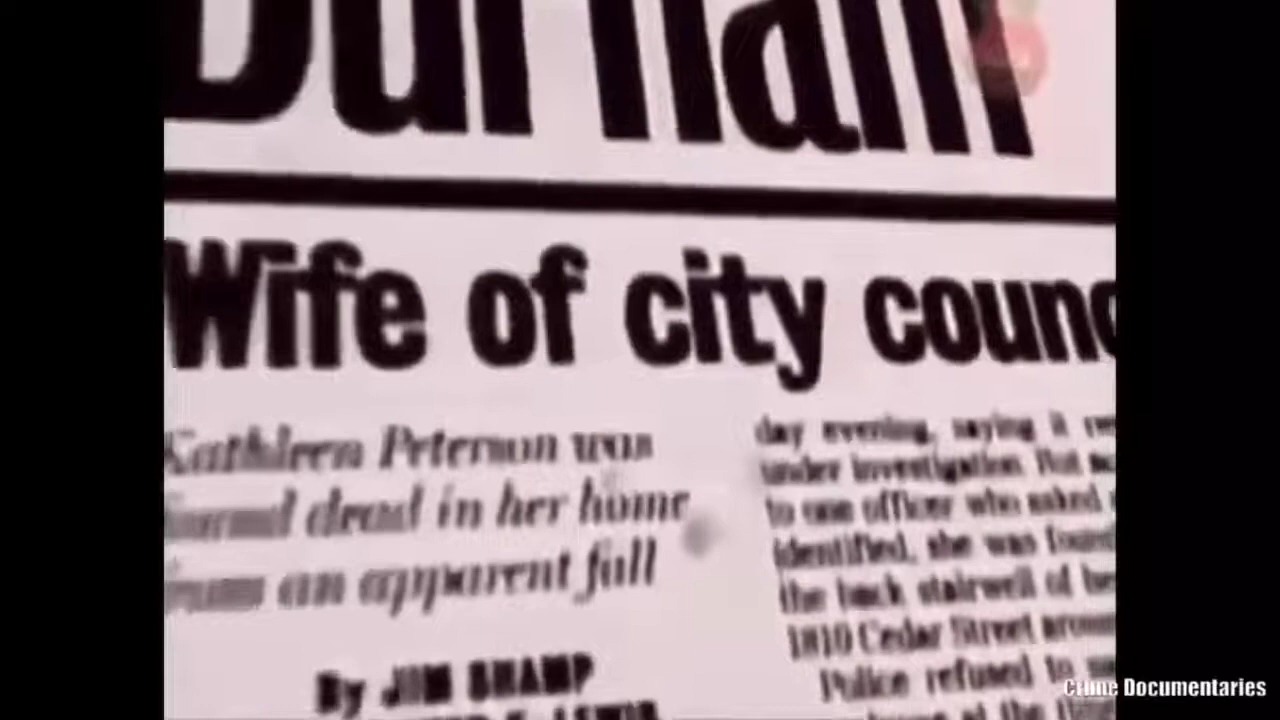 Durham
Wife of city counc
Kathleen Peterson was
found dead in her home
from an apparent fall
By JIM SHAMP
day evening, saying it
under investigation. But
to one officer who asked
identified, she was found
the back stairwell of
1810 Cedar Street
Police refused to
at the
Crime Documentaries